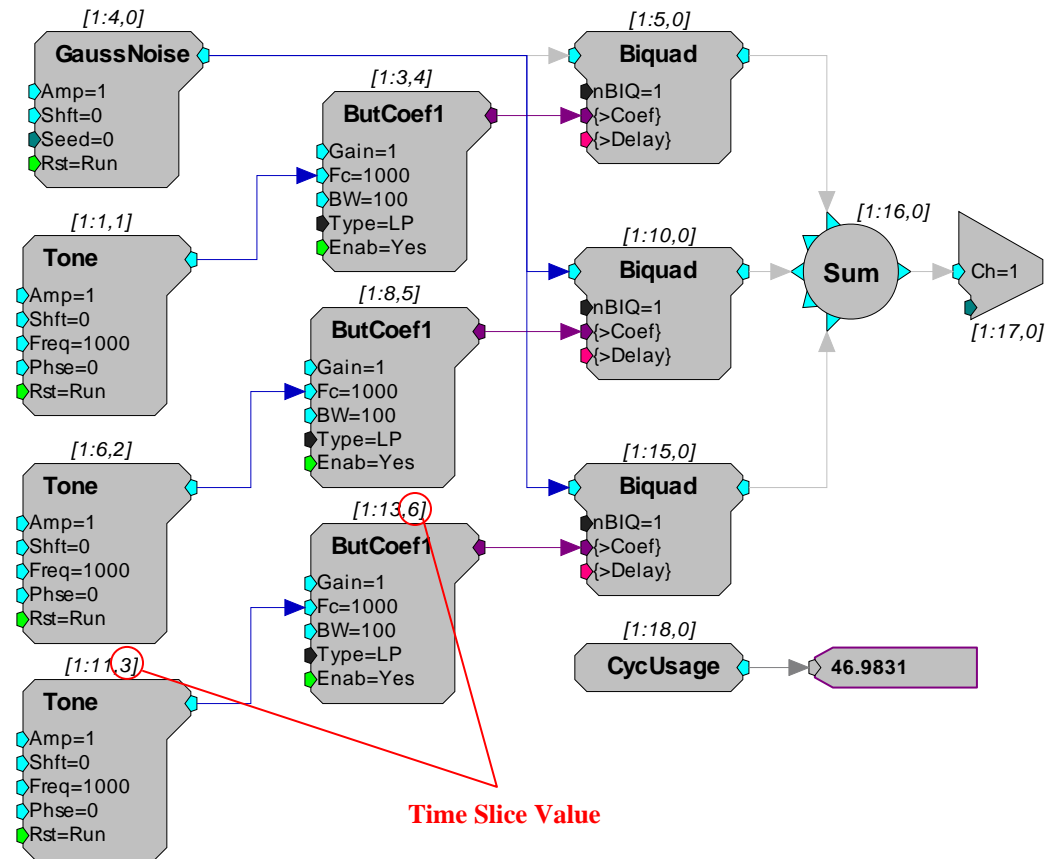 [1:4,0]
GaussNoise
Amp=1
Shft=0
Seed=0
Rst=Run
[1:1,1]
Tone
Amp=1
Shft=0
Freq=1000
Phse=0
Rst=Run
[1:6,2]
Tone
Amp=1
Shft=0
Freq=1000
Phse=0
Rst=Run
[1:11,3]
Tone
Amp=1
Shft=0
Freq=1000
Phse=0
Rst=Run
[1:3,4]
ButCoef1
Gain=1
Fc=1000
BW=100
Type=LP
Enab=Yes
[1:8,5]
ButCoef1
Gain=1
Fc=1000
BW=100
Type=LP
Enab=Yes
[1:13,6]
ButCoef1
Gain=1
Fc=1000
BW=100
Type=LP
Enab=Yes
[1:5,0]
Biquad
nBIQ=1
{>Coef}
{>Delay}
[1:10,0]
Biquad
nBIQ=1
{>Coef}
{>Delay}
[1:15,0]
Biquad
nBIQ=1
{>Coef}
{>Delay}
[1:16,0]
Sum
Ch=1
[1:17,0]
[1:18,0]
CycUsage
46.9831
Time Slice Value